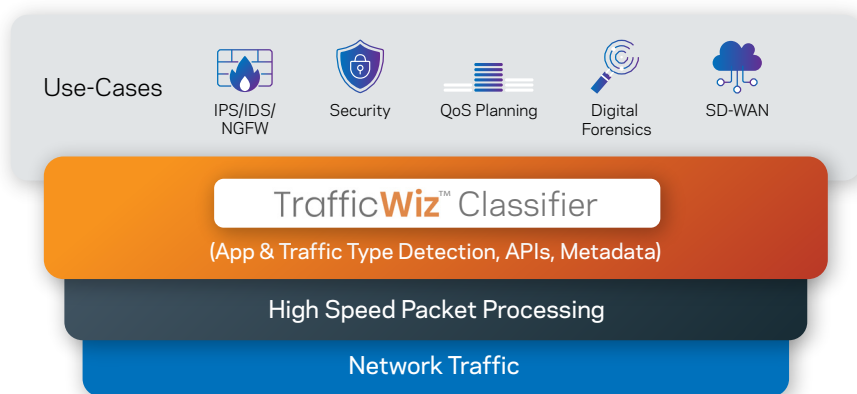 Use-Cases
IPS/IDS/
NGFW
Security
QoS Planning
Digital
Forensics
SD-WAN
TrafficWiz™ Classifier
(App & Traffic Type Detection, APIs, Metadata)
High Speed Packet Processing
Network Traffic